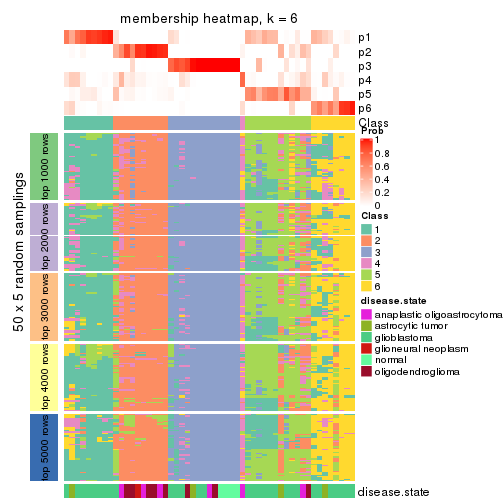 membership heatmap, k = 6
p1
p2
p3
p4
p5
p6
Class
50 x 5 random samplings
top 1000 rows
top 2000 rows
top 3000 rows
top 4000 rows
top 5000 rows
Prob
1
0.8
0.6
0.4
0.2
0
Class
1
2
3
4
5
6
disease.state
anaplastic oligoastrocytoma
astrocytic tumor
glioblastoma
glioneural neoplasm
normal
oligodendroglioma
disease.state